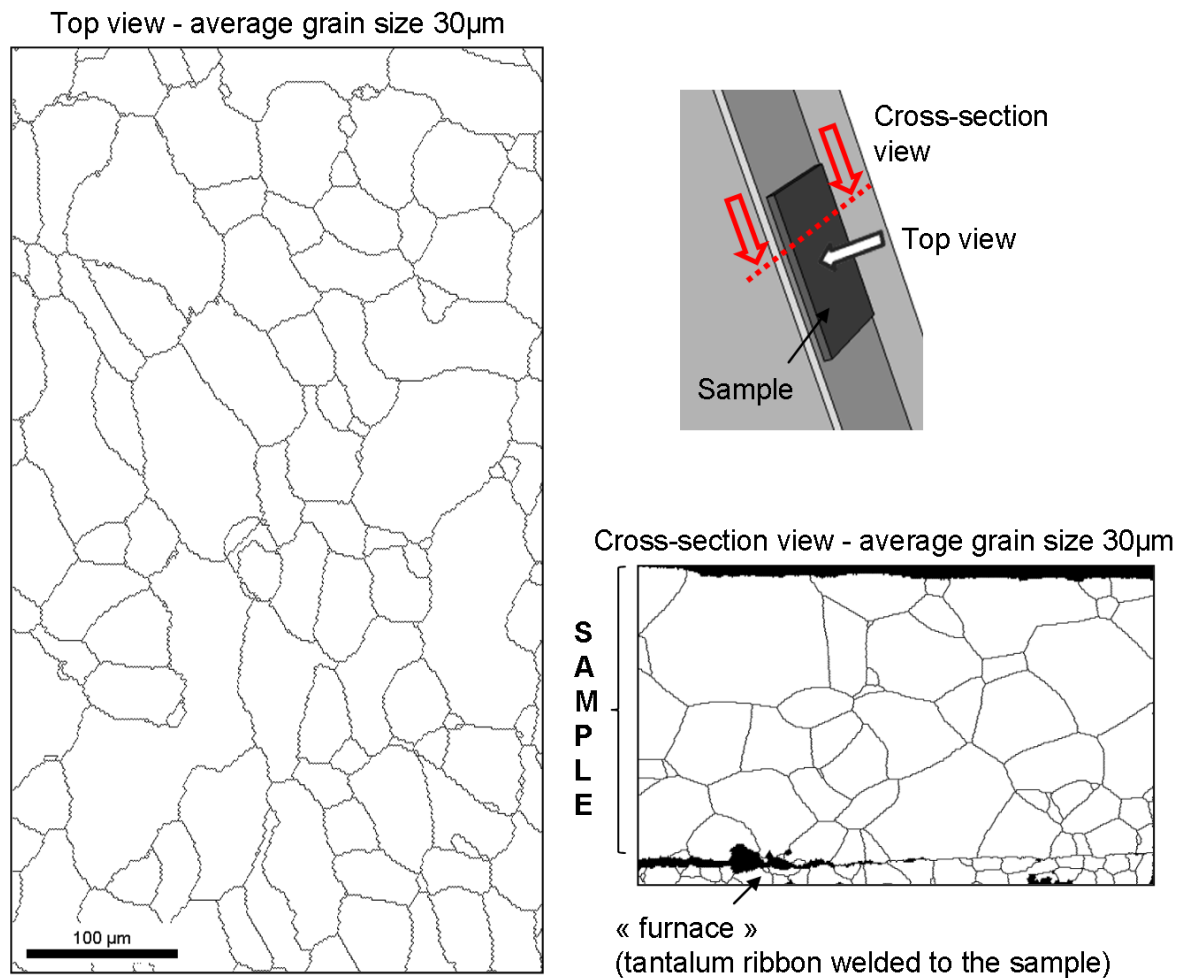 Top view - average grain size 30µm
100 µm
Cross-section
view
Top view
Sample
Cross-section view - average grain size 30µm
S
A
M
P
L
E
« furnace »
(tantalum ribbon welded to the sample)